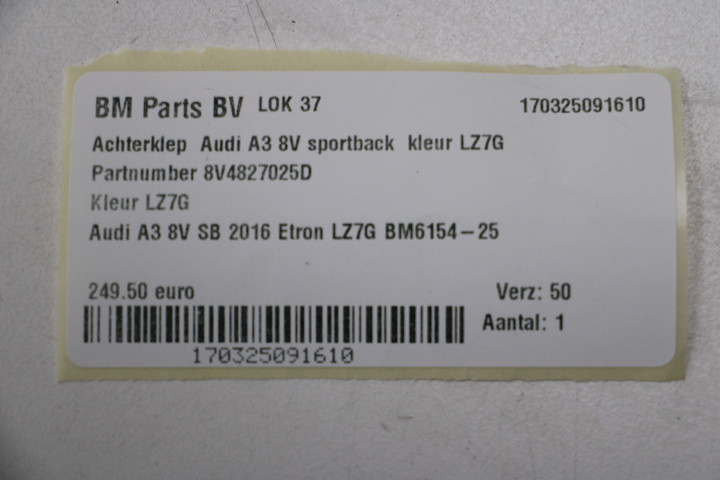 BM Parts BV LOK 37 170325091610
Achterklep Audi A3 8V sportback kleur LZ7G
Partnumber 8V4827025D
Kleur LZ7G
Audi A3 8V SB 2016 Etron LZ7G BM6154-25
249.50 euro Verz: 50
Aantal: 1
170325091610